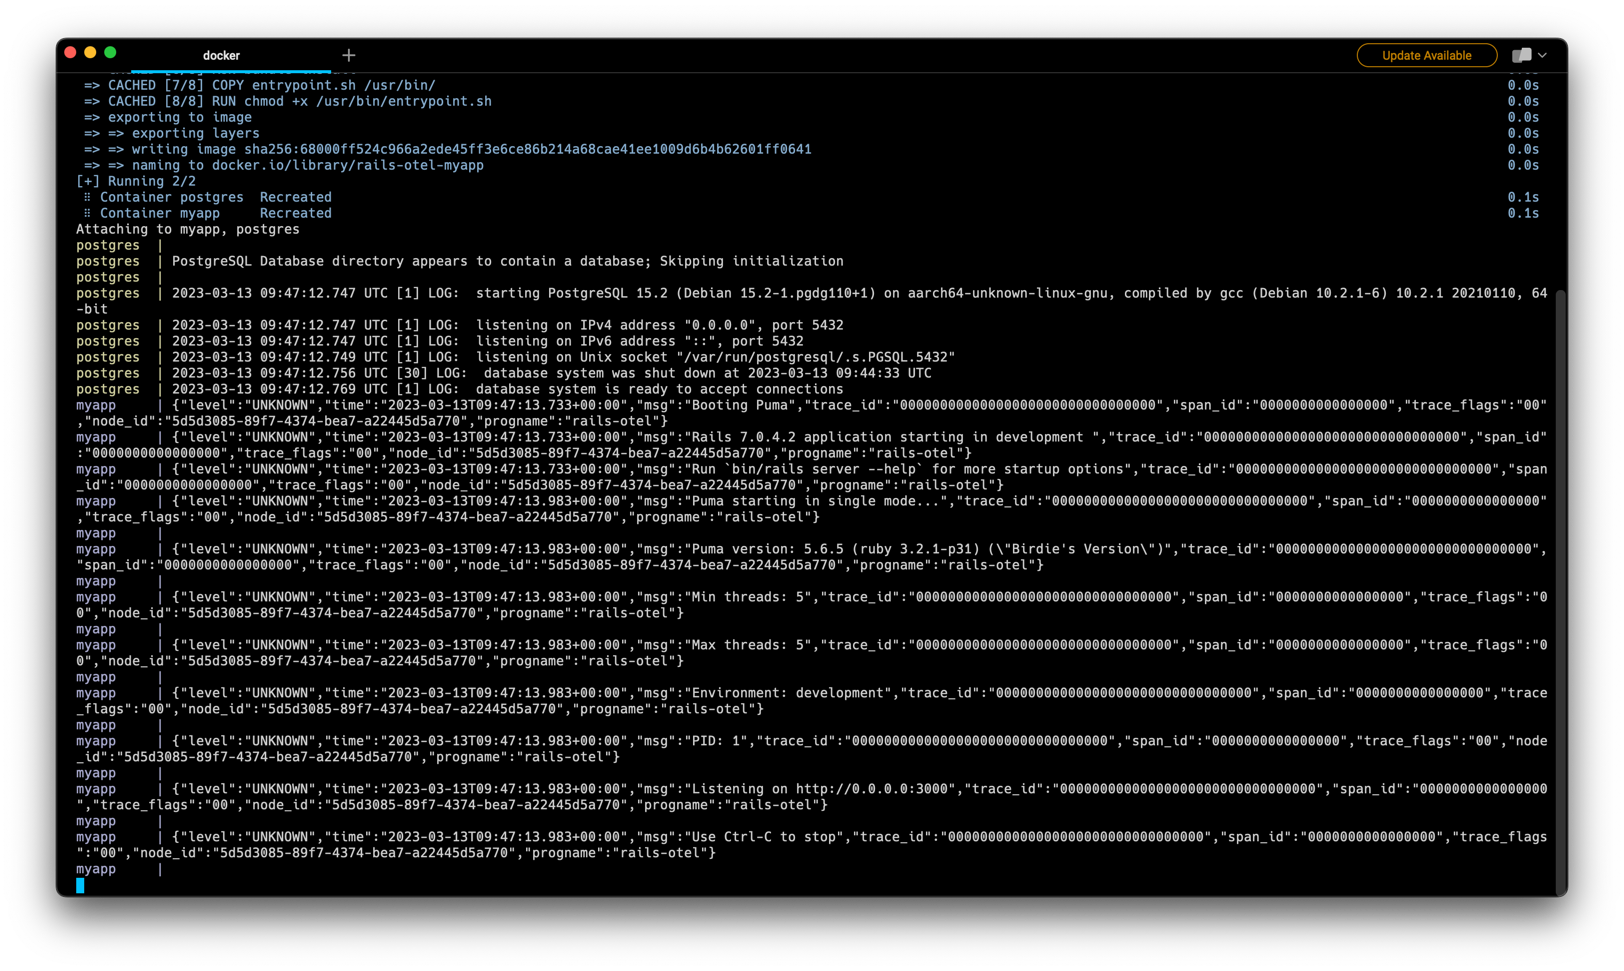 docker
Update Available
=> CACHED [7/8] COPY entrypoint.sh /usr/bin/ 0.0s
=> CACHED [8/8] RUN chmod +x /usr/bin/entrypoint.sh 0.0s
=> exporting to image 0.0s
=> => exporting layers 0.0s
=> => writing image sha256:68000ff524c966a2ede45ff3e6ce86b214a68cae41ee1009d6b4b62601ff0641 0.0s
=> => naming to docker.io/library/rails-otel-myapp 0.0s
[+] Running 2/2
⠿ Container postgres  Recreated 0.1s
⠿ Container myapp     Recreated 0.1s
Attaching to myapp, postgres
postgres  |
postgres  | PostgreSQL Database directory appears to contain a database; Skipping initialization
postgres  |
postgres  | 2023-03-13 09:47:12.747 UTC [1] LOG:  starting PostgreSQL 15.2 (Debian 15.2-1.pgdg110+1) on aarch64-unknown-linux-gnu, compiled by gcc (Debian 10.2.1-6) 10.2.1 20210110, 64
-bit
postgres  | 2023-03-13 09:47:12.747 UTC [1] LOG:  listening on IPv4 address "0.0.0.0", port 5432
postgres  | 2023-03-13 09:47:12.747 UTC [1] LOG:  listening on IPv6 address "::", port 5432
postgres  | 2023-03-13 09:47:12.749 UTC [1] LOG:  listening on Unix socket "/var/run/postgresql/.s.PGSQL.5432"
postgres  | 2023-03-13 09:47:12.756 UTC [30] LOG:  database system was shut down at 2023-03-13 09:44:33 UTC
postgres  | 2023-03-13 09:47:12.769 UTC [1] LOG:  database system is ready to accept connections
myapp     | {"level":"UNKNOWN","time":"2023-03-13T09:47:13.733+00:00","msg":"Booting Puma","trace_id":"00000000000000000000000000000000","span_id":"0000000000000000","trace_flags":"00"
,"node_id":"5d5d3085-89f7-4374-bea7-a22445d5a770","progname":"rails-otel"}
myapp     | {"level":"UNKNOWN","time":"2023-03-13T09:47:13.733+00:00","msg":"Rails 7.0.4.2 application starting in development ","trace_id":"00000000000000000000000000000000","span_id"
:"0000000000000000","trace_flags":"00","node_id":"5d5d3085-89f7-4374-bea7-a22445d5a770","progname":"rails-otel"}
myapp     | {"level":"UNKNOWN","time":"2023-03-13T09:47:13.733+00:00","msg":"Run `bin/rails server --help` for more startup options","trace_id":"00000000000000000000000000000000","span
_id":"0000000000000000","trace_flags":"00","node_id":"5d5d3085-89f7-4374-bea7-a22445d5a770","progname":"rails-otel"}
myapp     | {"level":"UNKNOWN","time":"2023-03-13T09:47:13.983+00:00","msg":"Puma starting in single mode...","trace_id":"00000000000000000000000000000000","span_id":"0000000000000000"
,"trace_flags":"00","node_id":"5d5d3085-89f7-4374-bea7-a22445d5a770","progname":"rails-otel"}
myapp     |
myapp     | {"level":"UNKNOWN","time":"2023-03-13T09:47:13.983+00:00","msg":"Puma version: 5.6.5 (ruby 3.2.1-p31) (\"Birdie's Version\")","trace_id":"00000000000000000000000000000000",
"span_id":"0000000000000000","trace_flags":"00","node_id":"5d5d3085-89f7-4374-bea7-a22445d5a770","progname":"rails-otel"}
myapp     |
myapp     | {"level":"UNKNOWN","time":"2023-03-13T09:47:13.983+00:00","msg":"Min threads: 5","trace_id":"00000000000000000000000000000000","span_id":"0000000000000000","trace_flags":"0
0","node_id":"5d5d3085-89f7-4374-bea7-a22445d5a770","progname":"rails-otel"}
myapp     |
myapp     | {"level":"UNKNOWN","time":"2023-03-13T09:47:13.983+00:00","msg":"Max threads: 5","trace_id":"00000000000000000000000000000000","span_id":"0000000000000000","trace_flags":"0
0","node_id":"5d5d3085-89f7-4374-bea7-a22445d5a770","progname":"rails-otel"}
myapp     |
myapp     | {"level":"UNKNOWN","time":"2023-03-13T09:47:13.983+00:00","msg":"Environment: development","trace_id":"00000000000000000000000000000000","span_id":"0000000000000000","trace
_flags":"00","node_id":"5d5d3085-89f7-4374-bea7-a22445d5a770","progname":"rails-otel"}
myapp     |
myapp     | {"level":"UNKNOWN","time":"2023-03-13T09:47:13.983+00:00","msg":"PID: 1","trace_id":"00000000000000000000000000000000","span_id":"0000000000000000","trace_flags":"00","node
_id":"5d5d3085-89f7-4374-bea7-a22445d5a770","progname":"rails-otel"}
myapp     |
myapp     | {"level":"UNKNOWN","time":"2023-03-13T09:47:13.983+00:00","msg":"Listening on http://0.0.0.0:3000","trace_id":"00000000000000000000000000000000","span_id":"0000000000000000
","trace_flags":"00","node_id":"5d5d3085-89f7-4374-bea7-a22445d5a770","progname":"rails-otel"}
myapp     |
myapp     | {"level":"UNKNOWN","time":"2023-03-13T09:47:13.983+00:00","msg":"Use Ctrl-C to stop","trace_id":"00000000000000000000000000000000","span_id":"0000000000000000","trace_flags
":"00","node_id":"5d5d3085-89f7-4374-bea7-a22445d5a770","progname":"rails-otel"}
myapp     |